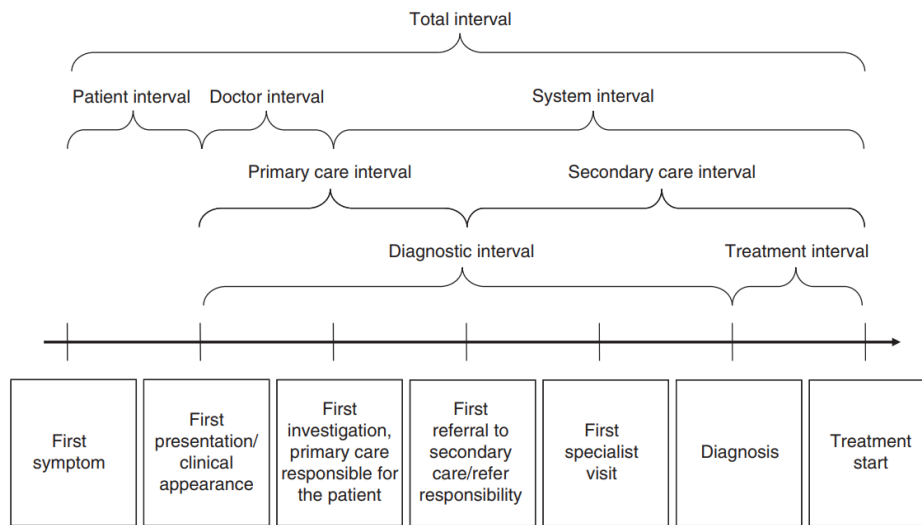 Total interval
Patient interval
Doctor interval
System interval
Primary care interval
Secondary care interval
Diagnostic interval
Treatment interval
First
symptom
First
presentation/
clinical
appearance
First
investigation,
primary care
responsible for
the patient
First
referral to
secondary
care/refer
responsibility
First
specialist
visit
Diagnosis
Treatment
start